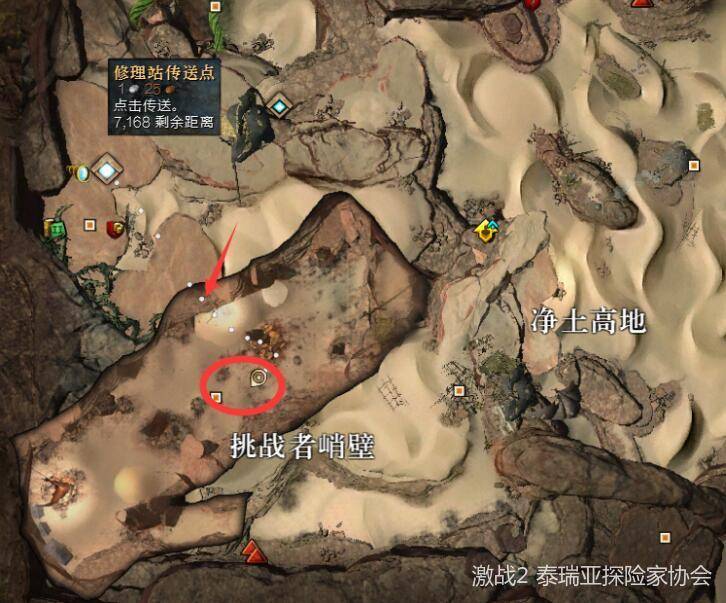 修理站传送点
1 25
点击传送。
7,168 剩余距离
净土高地
挑战者峭壁
激战2 泰瑞亚探险家协会